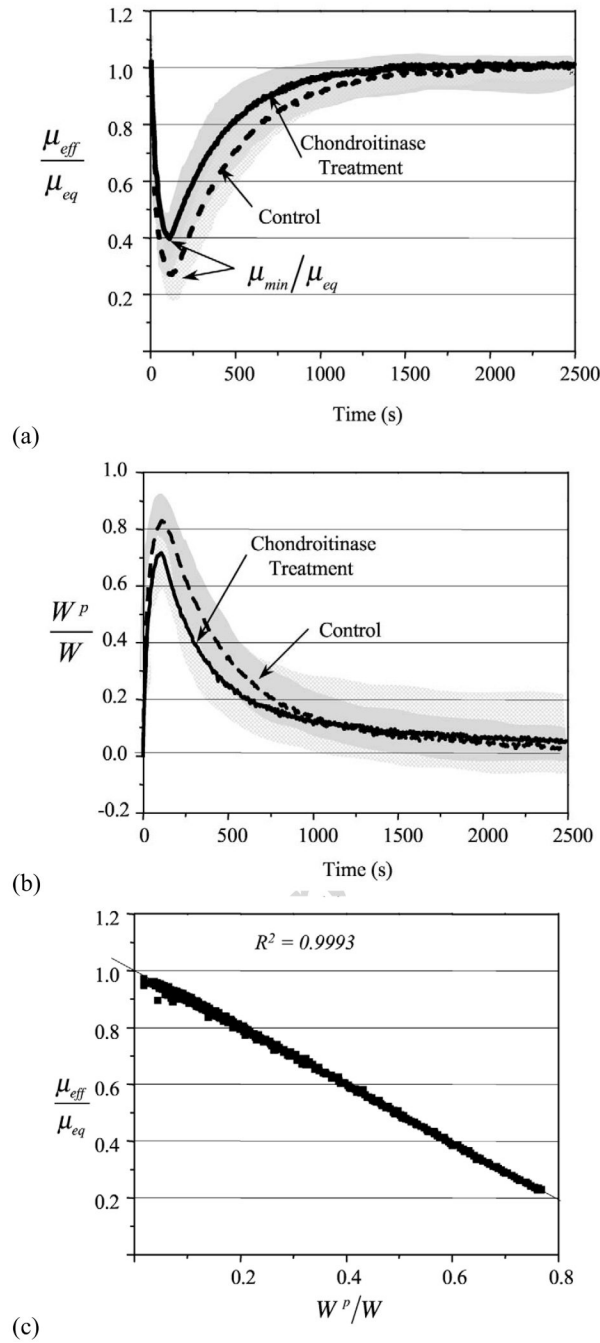 1.2
1.0
0.8
0.6
0.4
0.2
μ_eff / μ_eq
Chondroitinase
Treatment
Control
μ_min/μ_eq
0 500 1000 1500 2000 2500
Time (s)
(a)
1.0
0.8
0.6
0.4
0.2
0.0
-0.2
W^p / W
Chondroitinase
Treatment
Control
0 500 1000 1500 2000 2500
Time (s)
(b)
1.2
1.0
0.8
0.6
0.4
0.2
μ_eff / μ_eq
R² = 0.9993
0.2 0.4 0.6 0.8
W^p/W
(c)